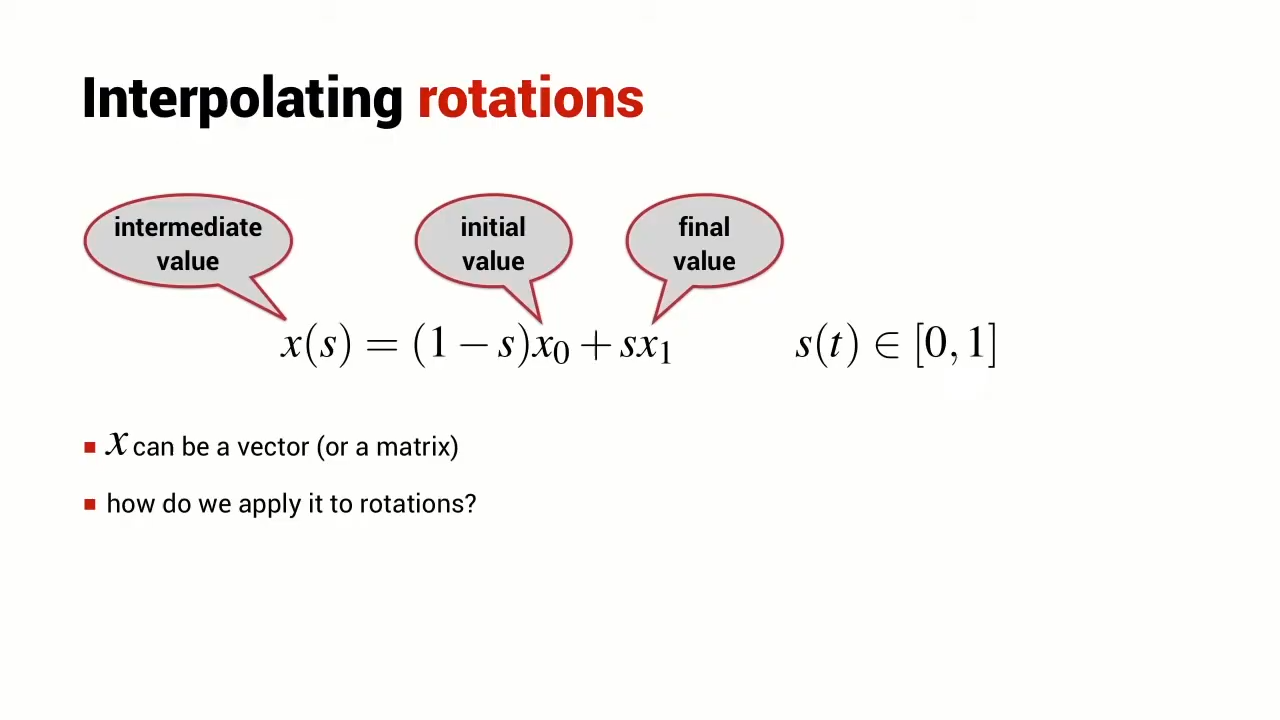 Interpolating rotations
intermediate
value
initial
value
final
value
x(s) = (1 − s)x₀ + sx₁
s(t) ∈ [0, 1]
x can be a vector (or a matrix)
how do we apply it to rotations?